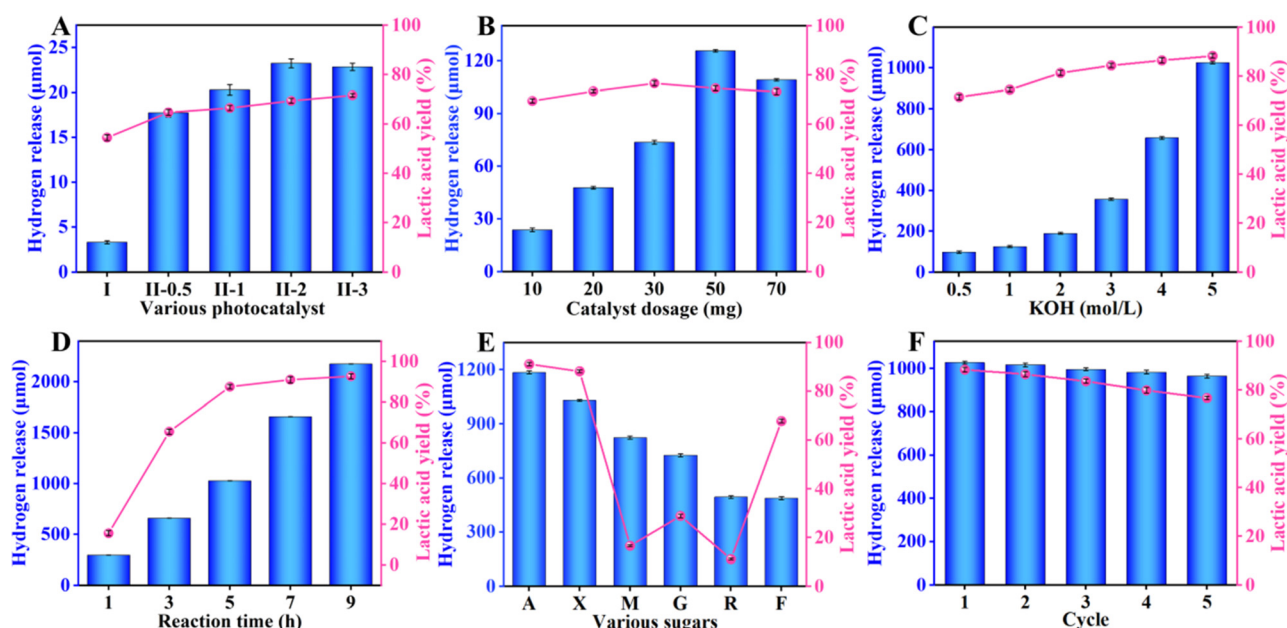 A
Hydrogen release (μmol)
25
20
15
10
5
0
I II-0.5 II-1 II-2 II-3
Various photocatalyst
100
80
60
40
20
0
Lactic acid yield (%)
B
Hydrogen release (μmol)
120
90
60
30
0
10 20 30 50 70
Catalyst dosage (mg)
100
80
60
40
20
0
Lactic acid yield (%)
C
Hydrogen release (μmol)
1000
800
600
400
200
0
0.5 1 2 3 4 5
KOH (mol/L)
100
80
60
40
20
0
Lactic acid yield (%)
D
Hydrogen release (μmol)
2000
1500
1000
500
0
1 3 5 7 9
Reaction time (h)
100
80
60
40
20
0
Lactic acid yield (%)
E
Hydrogen release (μmol)
1200
900
600
300
0
A X M G R F
Various sugars
100
80
60
40
20
0
Lactic acid yield (%)
F
Hydrogen release (μmol)
1000
800
600
400
200
0
1 2 3 4 5
Cycle
100
80
60
40
20
0
Lactic acid yield (%)